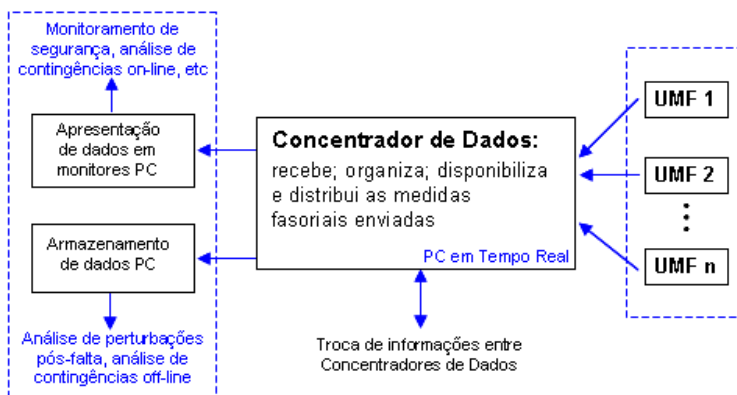 Monitoramento de
segurança, análise de
contingências on-line, etc
Apresentação
de dados em
monitores PC
Armazenamento
de dados PC
Análise de perturbações
pós-falta, análise de
contingências off-line
Concentrador de Dados:
recebe; organiza; disponibiliza
e distribui as medidas
fasoriais enviadas
PC em Tempo Real
Troca de informações entre
Concentradores de Dados
UMF 1
UMF 2
UMF n